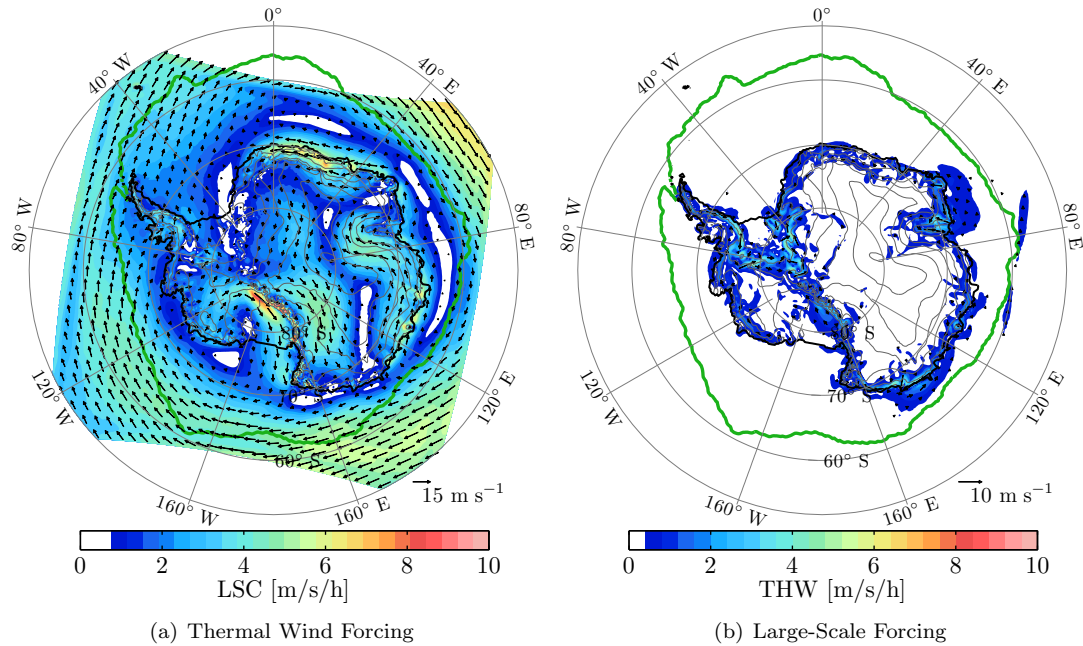 0°
40° W
40° E
80° W
80° E
120° W
120° E
160° W
160° E
80° S
70° S
60° S
15 m s⁻¹
0 2 4 6 8 10
LSC [m/s/h]
(a) Thermal Wind Forcing
0°
40° W
40° E
80° W
80° E
120° W
120° E
160° W
160° E
70° S
60° S
10 m s⁻¹
0 2 4 6 8 10
THW [m/s/h]
(b) Large-Scale Forcing